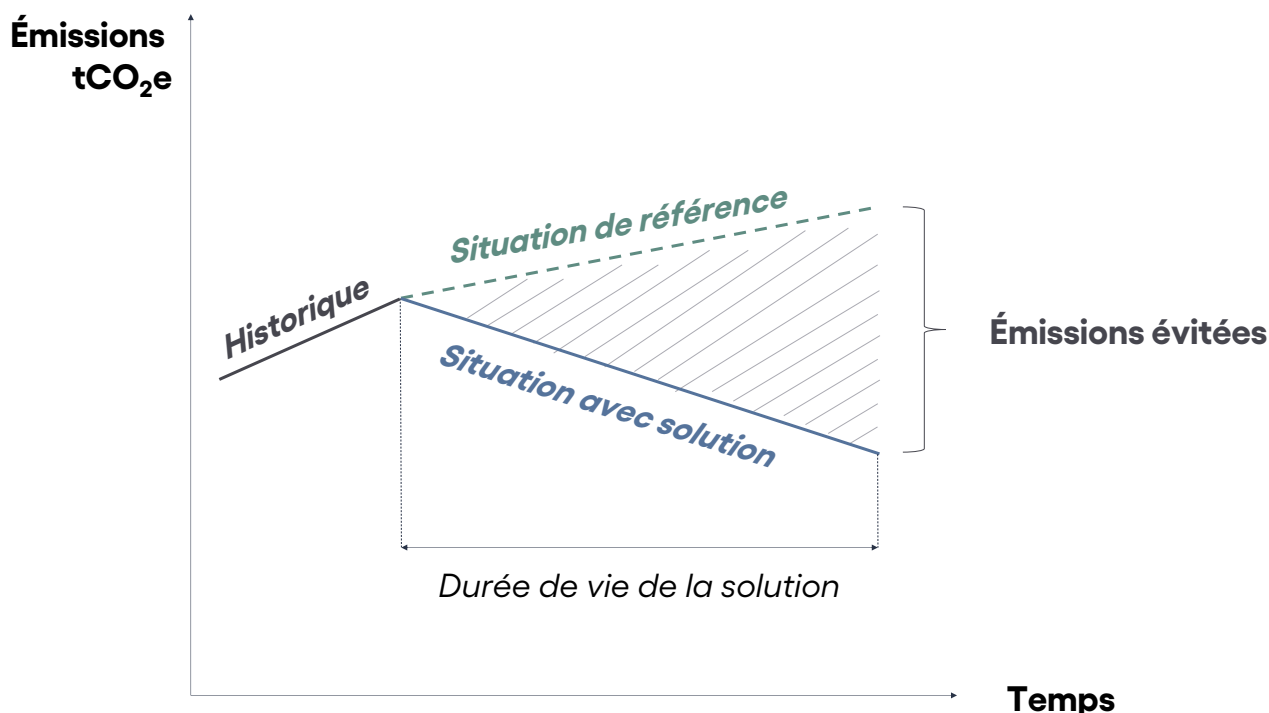 Émissions
tCO₂e
Situation de référence
Historique
Émissions évitées
Situation avec solution
Durée de vie de la solution
Temps